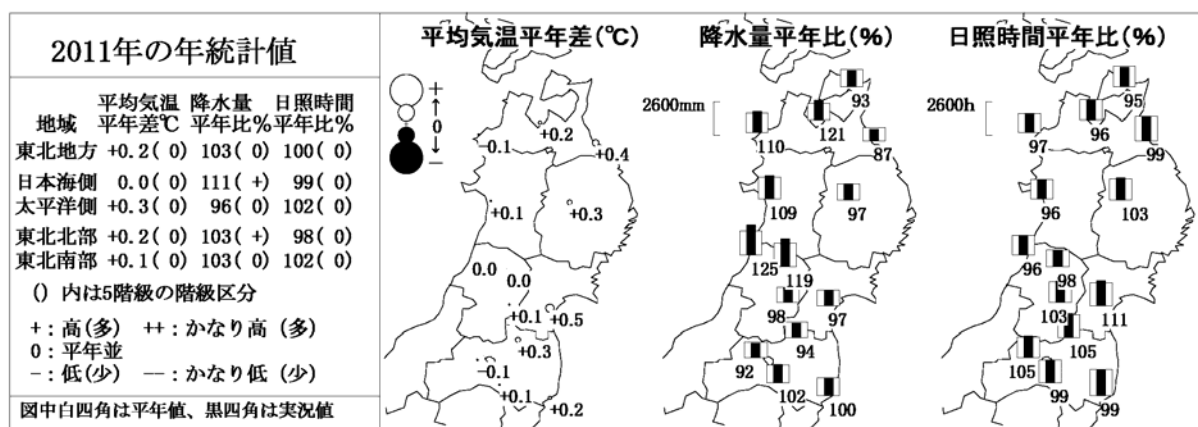 2011年の年統計値
平均気温 降水量 日照時間
地域 平年差℃ 平年比% 平年比%
東北地方 +0.2( 0) 103( 0) 100( 0)
日本海側 0.0( 0) 111( +) 99( 0)
太平洋側 +0.3( 0) 96( 0) 102( 0)
東北北部 +0.2( 0) 103( +) 98( 0)
東北南部 +0.1( 0) 103( 0) 102( 0)
() 内は5階級の階級区分
+:高(多) ++:かなり高(多)
0:平年並
−:低(少) −−:かなり低(少)
図中白四角は平年値、黒四角は実況値
平均気温平年差(℃)
+
↑
0
↓
−
+0.2
−0.1
+0.4
+0.1
+0.3
0.0
0.0
+0.1
+0.5
+0.3
−0.1
+0.1
+0.2
降水量平年比(%)
2600mm
93
121
110
87
109
97
125
119
98
97
94
92
102
100
日照時間平年比(%)
2600h
95
96
97
99
96
103
96
98
103
111
105
105
99
99